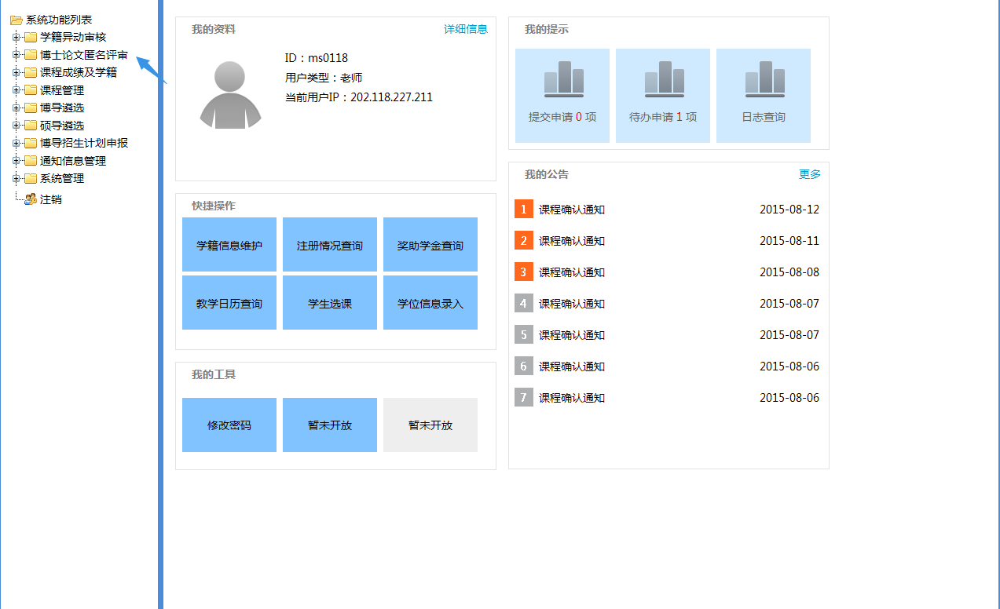 系统功能列表
学籍异动审核
博士论文匿名评审
课程成绩及学籍
课程管理
博导遴选
硕导遴选
博导招生计划申报
通知信息管理
系统管理
注销
我的资料
详细信息
ID：ms0118
用户类型：老师
当前用户IP：202.118.227.211
快捷操作
学籍信息维护
注册情况查询
奖助学金查询
教学日历查询
学生选课
学位信息录入
我的工具
修改密码
暂未开放
暂未开放
我的提示
提交申请 0 项
待办申请 1 项
日志查询
我的公告
更多
1 课程确认通知 2015-08-12
2 课程确认通知 2015-08-11
3 课程确认通知 2015-08-08
4 课程确认通知 2015-08-07
5 课程确认通知 2015-08-07
6 课程确认通知 2015-08-06
7 课程确认通知 2015-08-06